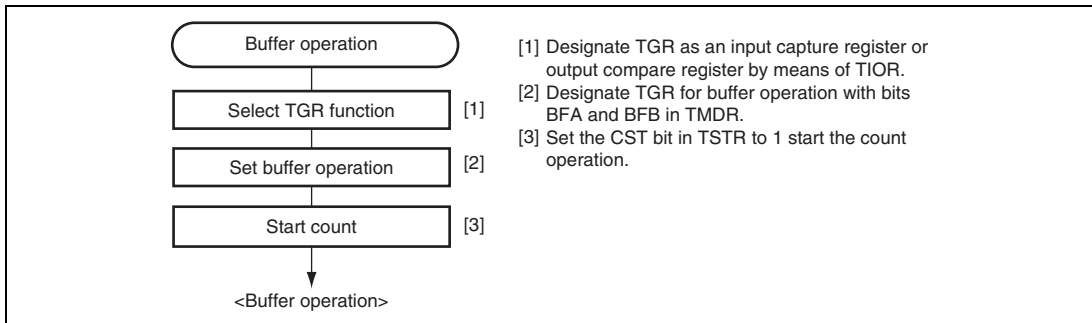 Buffer operation
Select TGR function
[1]
Set buffer operation
[2]
Start count
[3]
<Buffer operation>
[1] Designate TGR as an input capture register or
output compare register by means of TIOR.
[2] Designate TGR for buffer operation with bits
BFA and BFB in TMDR.
[3] Set the CST bit in TSTR to 1 start the count
operation.